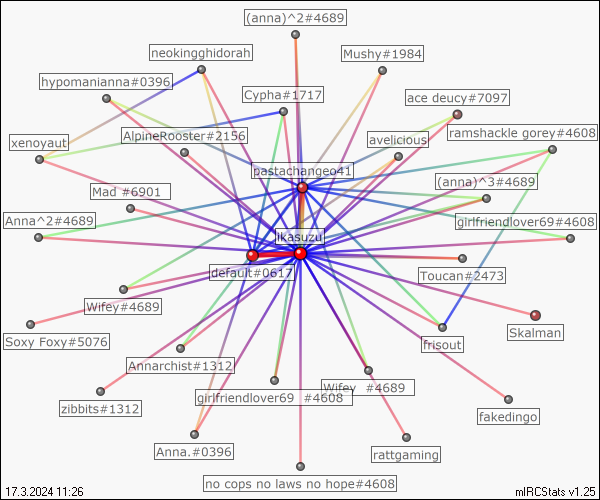 (anna)^2#4689
neokingghidorah
Mushy#1984
hypomanianna#0396
Cypha#1717
ace deucy#7097
AlpineRooster#2156
ramshackle gorey#4608
xenoyaut
avelicious
pastachangeo41
(anna)^3#4689
Mad #6901
Anna^2#4689
girlfriendlover69#4608
ikasuzu
default#0617
Toucan#2473
Wifey#4689
Skalman
Soxy Foxy#5076
frisout
Annarchist#1312
Wifey #4689
girlfriendlover69 #4608
zibbits#1312
fakedingo
Anna.#0396
rattgaming
no cops no laws no hope#4608
17.3.2024 11:26
mIRCStats v1.25